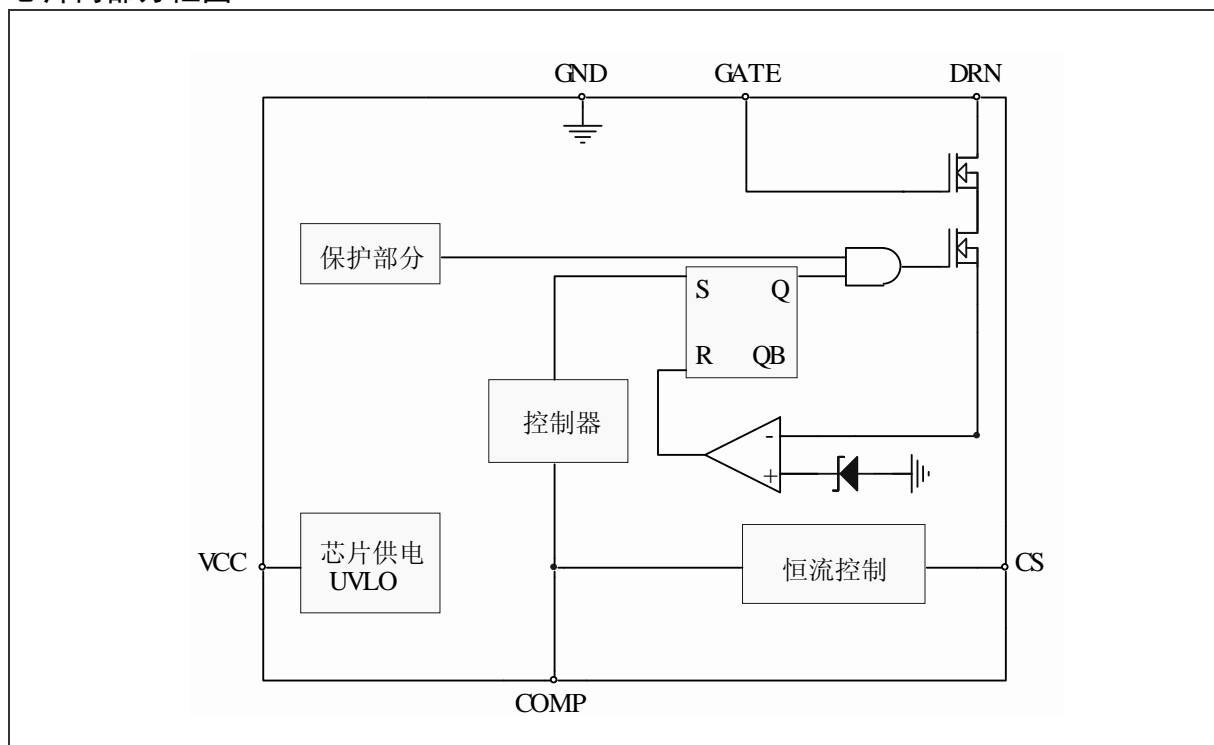 GND GATE DRN
保护部分
S Q
R QB
控制器
-
+
VCC
芯片供电
UVLO
恒流控制
CS
COMP